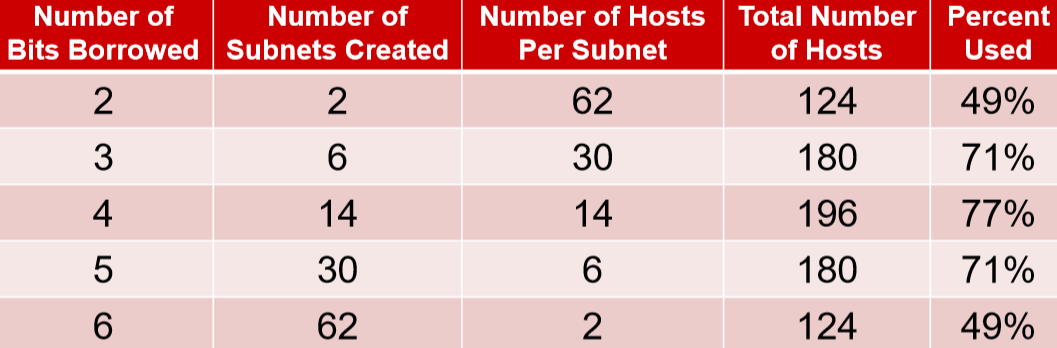 Number of Bits Borrowed Number of Subnets Created Number of Hosts Per Subnet Total Number of Hosts Percent Used
2 2 62 124 49%
3 6 30 180 71%
4 14 14 196 77%
5 30 6 180 71%
6 62 2 124 49%